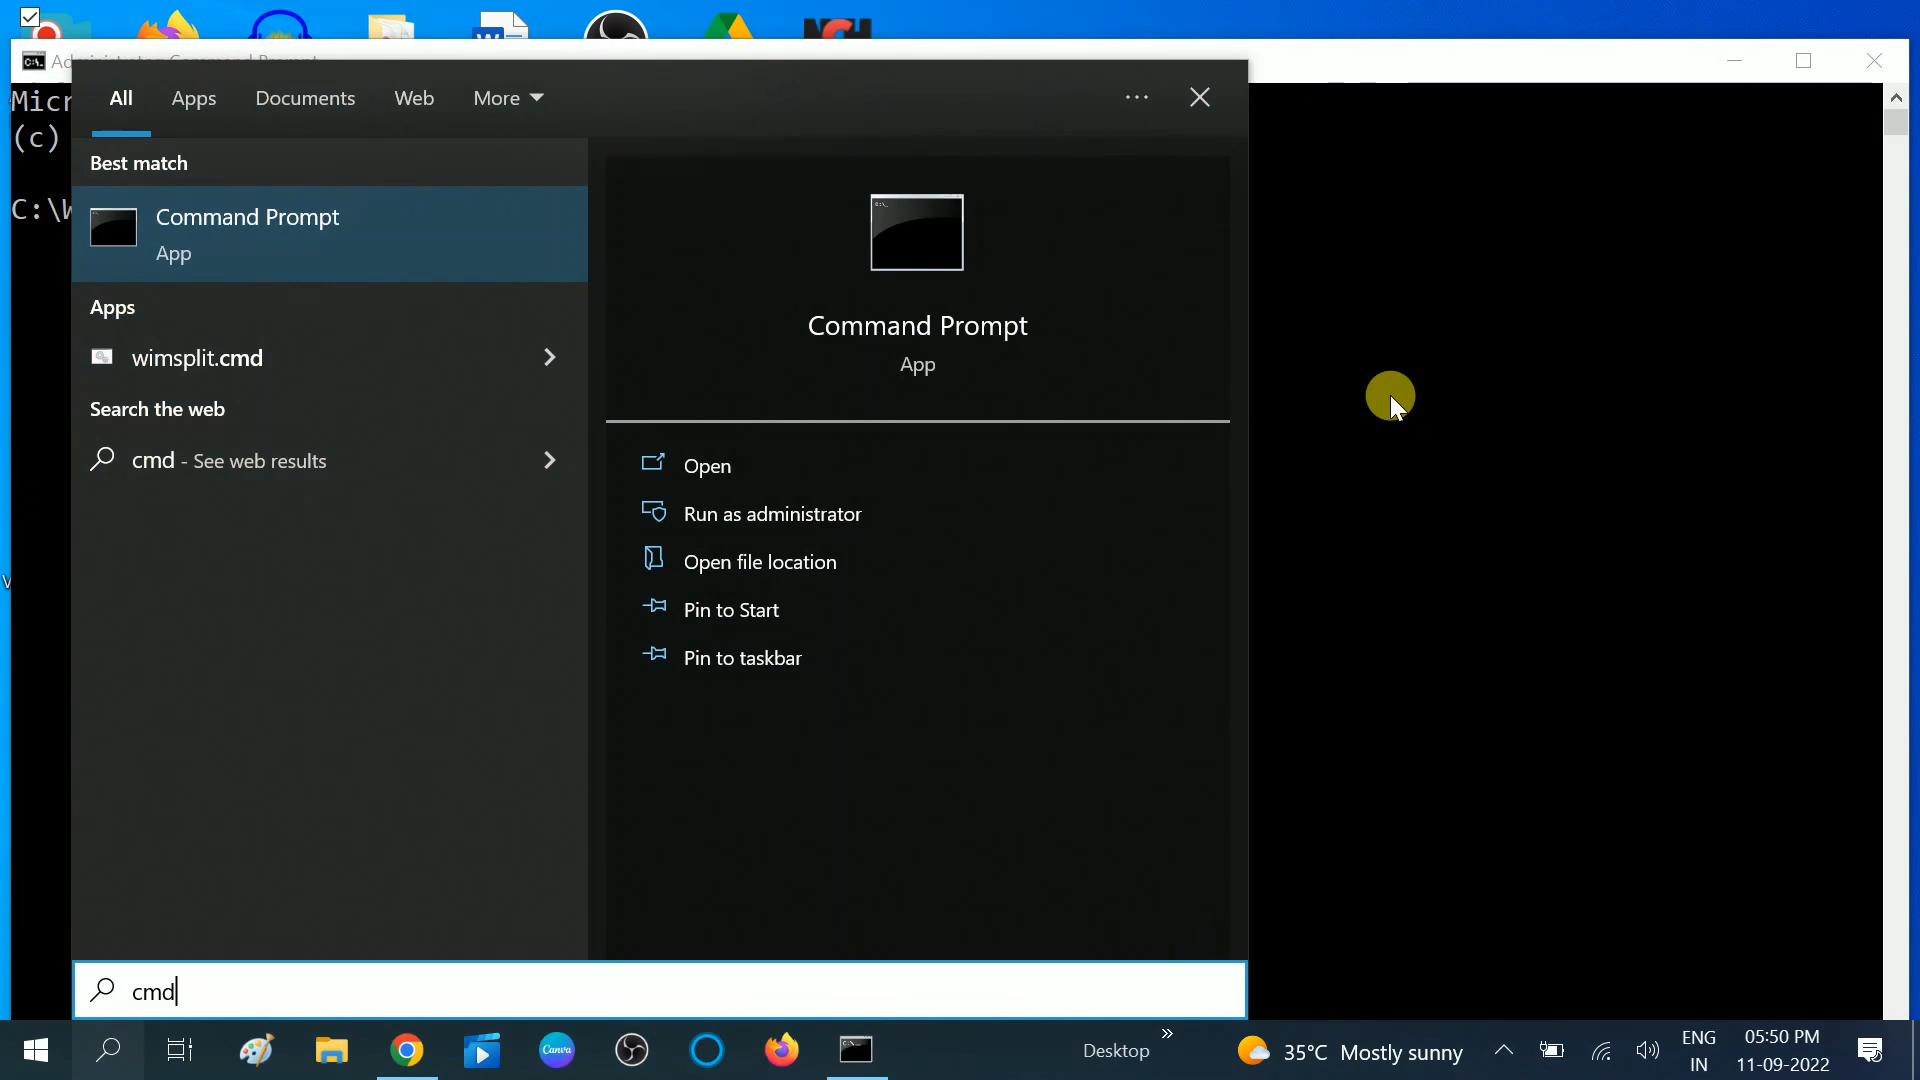 Micr
(c)
C:\W
All Apps Documents Web More
Best match
Command Prompt
App
Apps
wimsplit.cmd
Search the web
cmd - See web results
Command Prompt
App
Open
Run as administrator
Open file location
Pin to Start
Pin to taskbar
cmd
Canva
Desktop
35°C Mostly sunny
ENG
IN
05:50 PM
11-09-2022